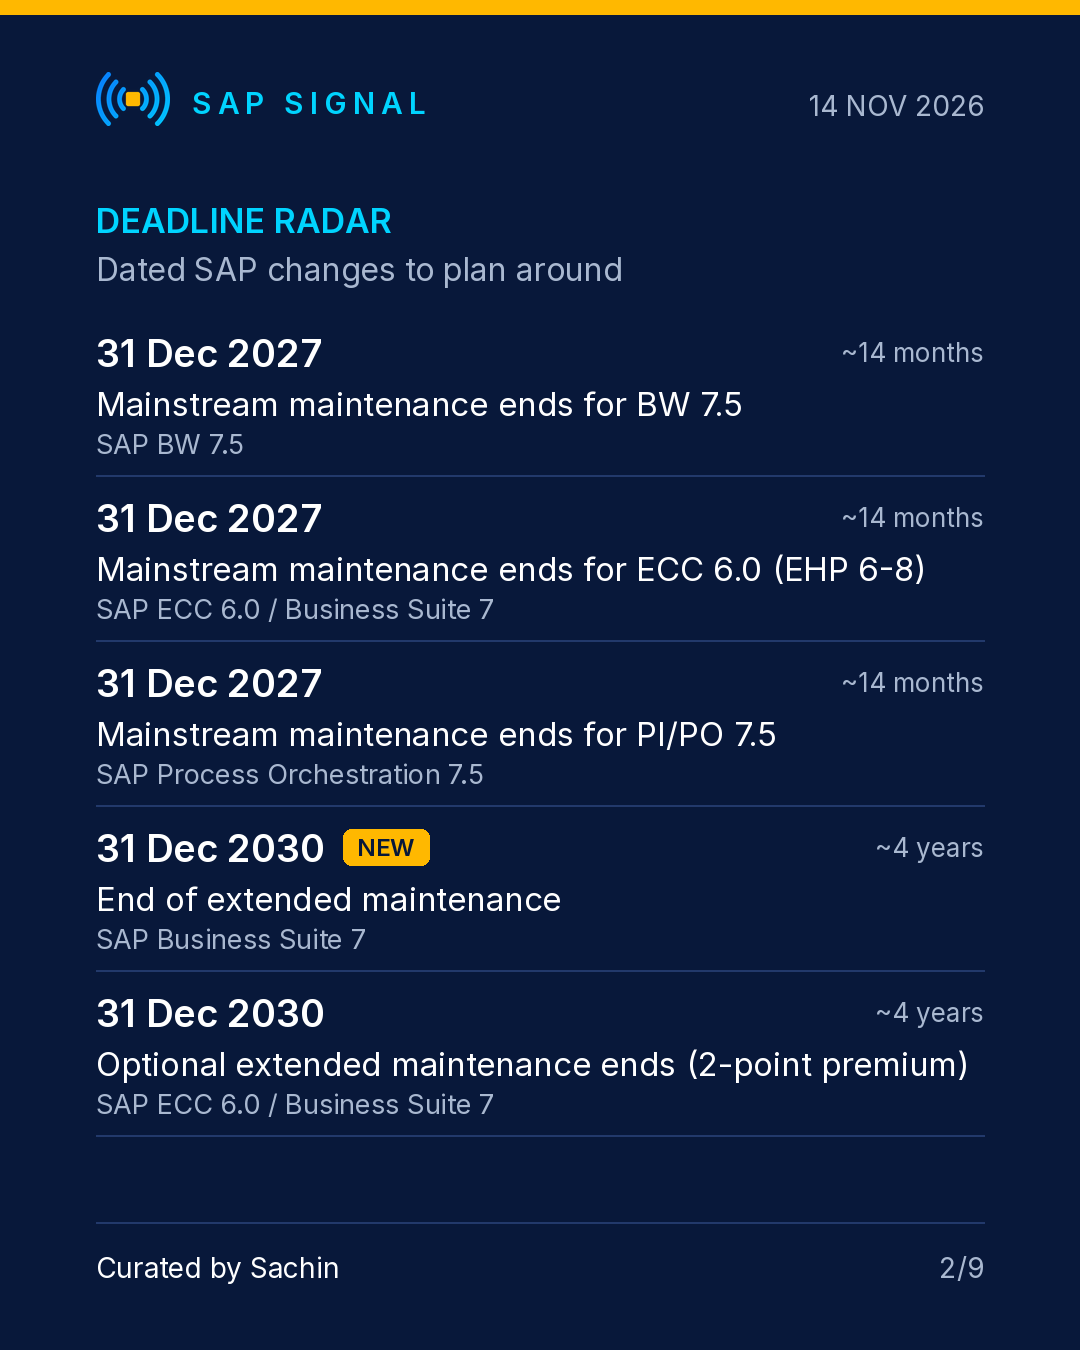 SAP SIGNAL
14 NOV 2026
DEADLINE RADAR
Dated SAP changes to plan around
31 Dec 2027
~14 months
Mainstream maintenance ends for BW 7.5
SAP BW 7.5
31 Dec 2027
~14 months
Mainstream maintenance ends for ECC 6.0 (EHP 6-8)
SAP ECC 6.0 / Business Suite 7
31 Dec 2027
~14 months
Mainstream maintenance ends for PI/PO 7.5
SAP Process Orchestration 7.5
31 Dec 2030 NEW
~4 years
End of extended maintenance
SAP Business Suite 7
31 Dec 2030
~4 years
Optional extended maintenance ends (2-point premium)
SAP ECC 6.0 / Business Suite 7
Curated by Sachin
2/9